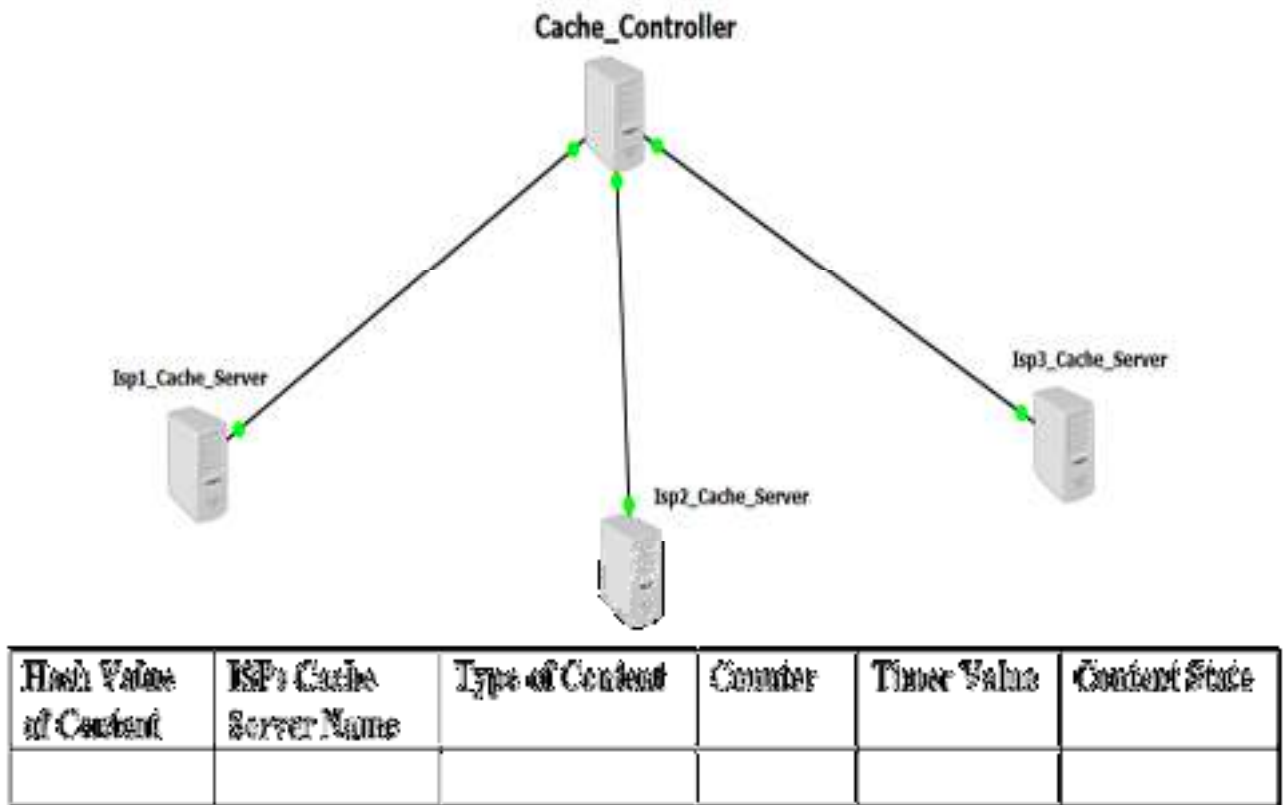 Cache_Controller
Isp1_Cache_Server
Isp3_Cache_Server
Isp2_Cache_Server
Hash Value of Content
ISPs Cache Server Name
Type of Content
Counter
Timer Value
Content State